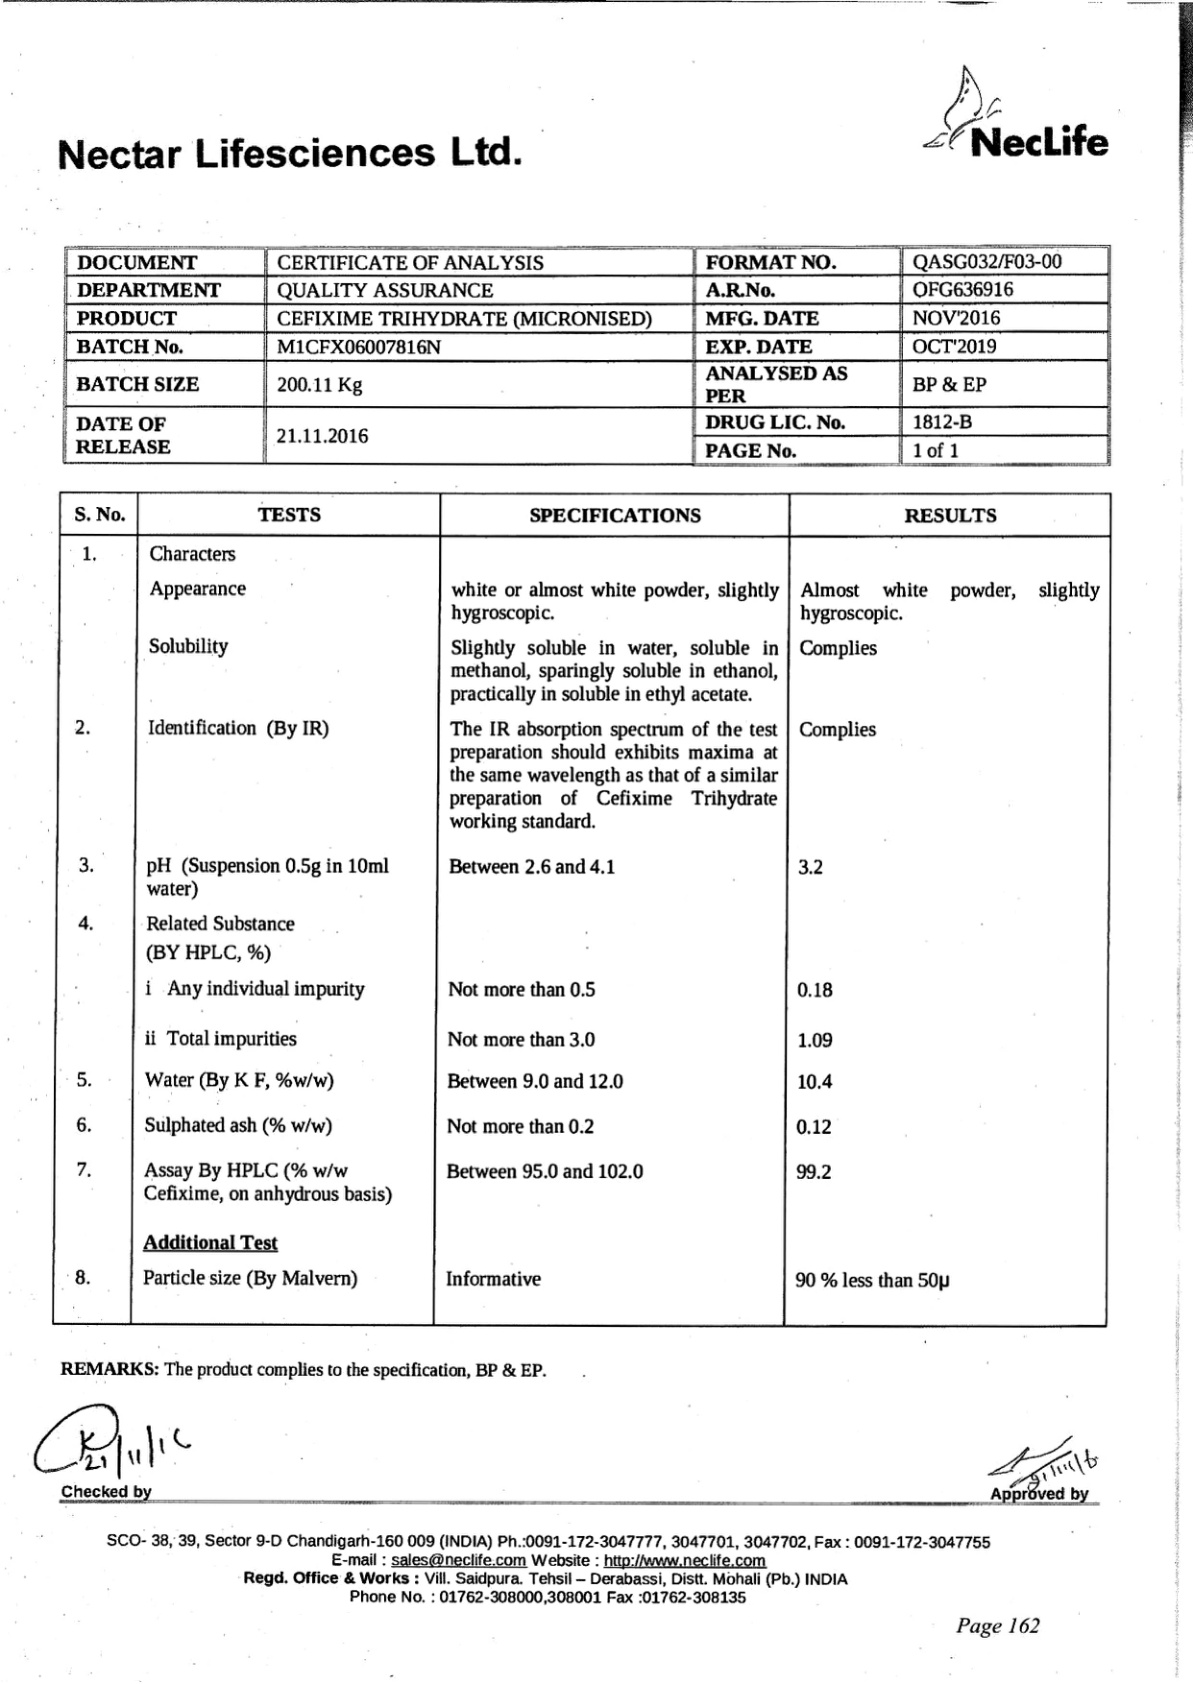 NecLife
Nectar Lifesciences Ltd.
DOCUMENT CERTIFICATE OF ANALYSIS FORMAT NO. QASG032/F03-00
DEPARTMENT QUALITY ASSURANCE A.R.No. OFG636916
PRODUCT CEFIXIME TRIHYDRATE (MICRONISED) MFG. DATE NOV'2016
BATCH No. M1CFX06007816N EXP. DATE OCT'2019
BATCH SIZE 200.11 Kg ANALYSED AS PER BP & EP
DATE OF RELEASE 21.11.2016 DRUG LIC. No. 1812-B
PAGE No. 1 of 1
S. No. TESTS SPECIFICATIONS RESULTS
1. Characters
Appearance white or almost white powder, slightly Almost white powder, slightly
hygroscopic. hygroscopic.
Solubility Slightly soluble in water, soluble in Complies
methanol, sparingly soluble in ethanol,
practically in soluble in ethyl acetate.
2. Identification (By IR) The IR absorption spectrum of the test Complies
preparation should exhibits maxima at
the same wavelength as that of a similar
preparation of Cefixime Trihydrate
working standard.
3. pH (Suspension 0.5g in 10ml Between 2.6 and 4.1 3.2
water)
4. Related Substance
(BY HPLC, %)
i Any individual impurity Not more than 0.5 0.18
ii Total impurities Not more than 3.0 1.09
5. Water (By K F, %w/w) Between 9.0 and 12.0 10.4
6. Sulphated ash (% w/w) Not more than 0.2 0.12
7. Assay By HPLC (% w/w Between 95.0 and 102.0 99.2
Cefixime, on anhydrous basis)
Additional Test
8. Particle size (By Malvern) Informative 90 % less than 50µ
REMARKS: The product complies to the specification, BP & EP.
21/11/16
Checked by Approved by
SCO- 38, 39, Sector 9-D Chandigarh-160 009 (INDIA) Ph.:0091-172-3047777, 3047701, 3047702, Fax : 0091-172-3047755
E-mail : sales@neclife.com Website : http://www.neclife.com
Regd. Office & Works : Vill. Saidpura. Tehsil – Derabassi, Distt. Mohali (Pb.) INDIA
Phone No. : 01762-308000,308001 Fax :01762-308135
Page 162